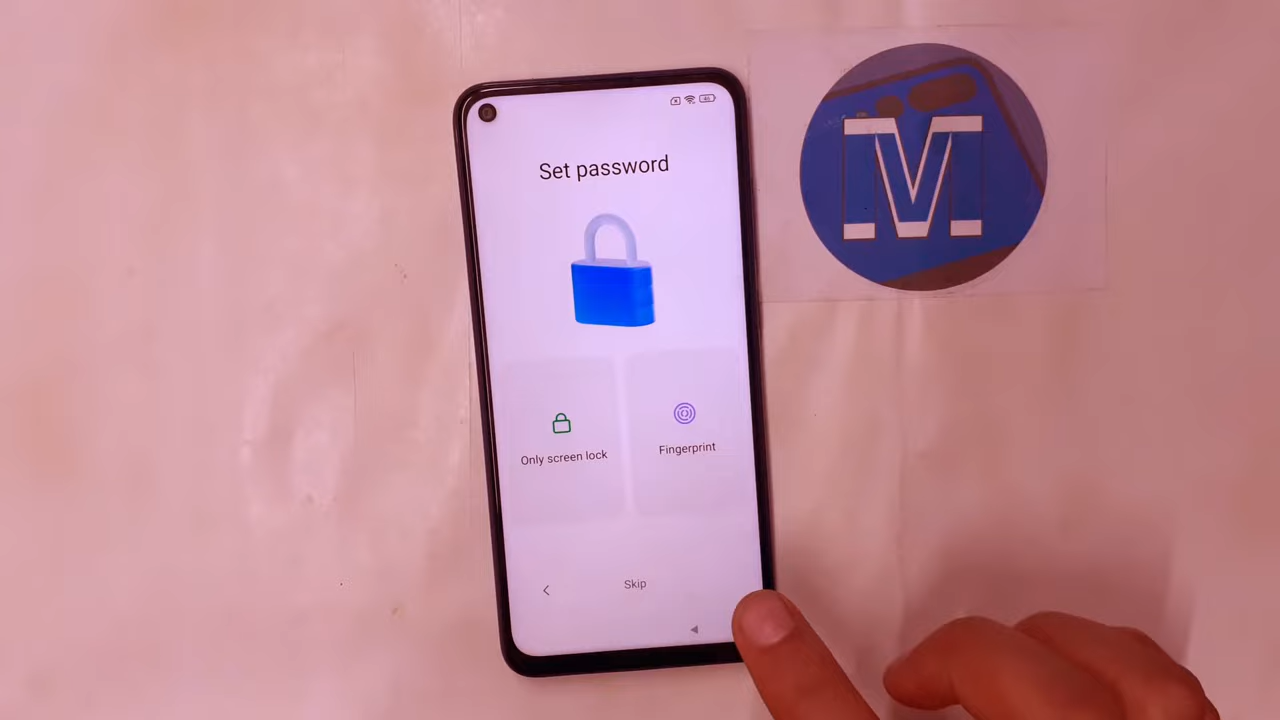 Set password
Only screen lock
Fingerprint
Skip
M